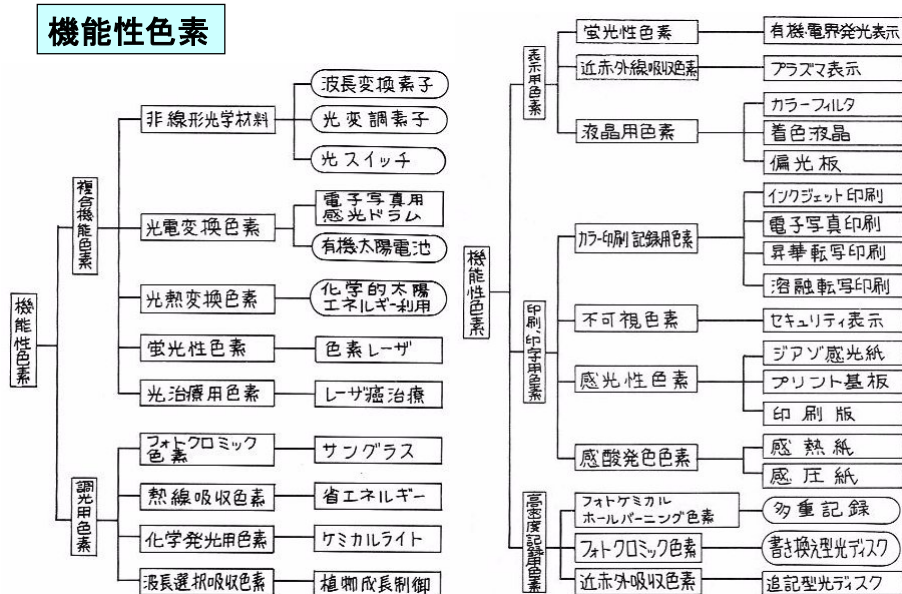 機能性色素
機能性色素
複合機能色素
非線形光学材料
波長変換素子
光変調素子
光スイッチ
光電変換色素
電子写真用
感光ドラム
有機太陽電池
光熱変換色素
化学的太陽
エネルギー利用
蛍光性色素
色素レーザ
光治療用色素
レーザ癌治療
調光用色素
フォトクロミック
色素
サングラス
熱線吸収色素
省エネルギー
化学発光用色素
ケミカルライト
波長選択吸収色素
植物成長制御
機能性色素
表示用色素
蛍光性色素
有機電界発光表示
近赤外線吸収色素
プラズマ表示
液晶用色素
カラーフィルタ
着色液晶
偏光板
印刷、印字用色素
カラー印刷記録用色素
インクジェット印刷
電子写真印刷
昇華転写印刷
溶融転写印刷
不可視色素
セキュリティ表示
感光性色素
ジアゾ感光紙
プリント基板
印刷版
感酸発色色素
感熱紙
感圧紙
高密度記録用色素
フォトケミカル
ホールバーニング色素
多重記録
フォトクロミック色素
書き換え型光ディスク
近赤外吸収色素
追記型光ディスク